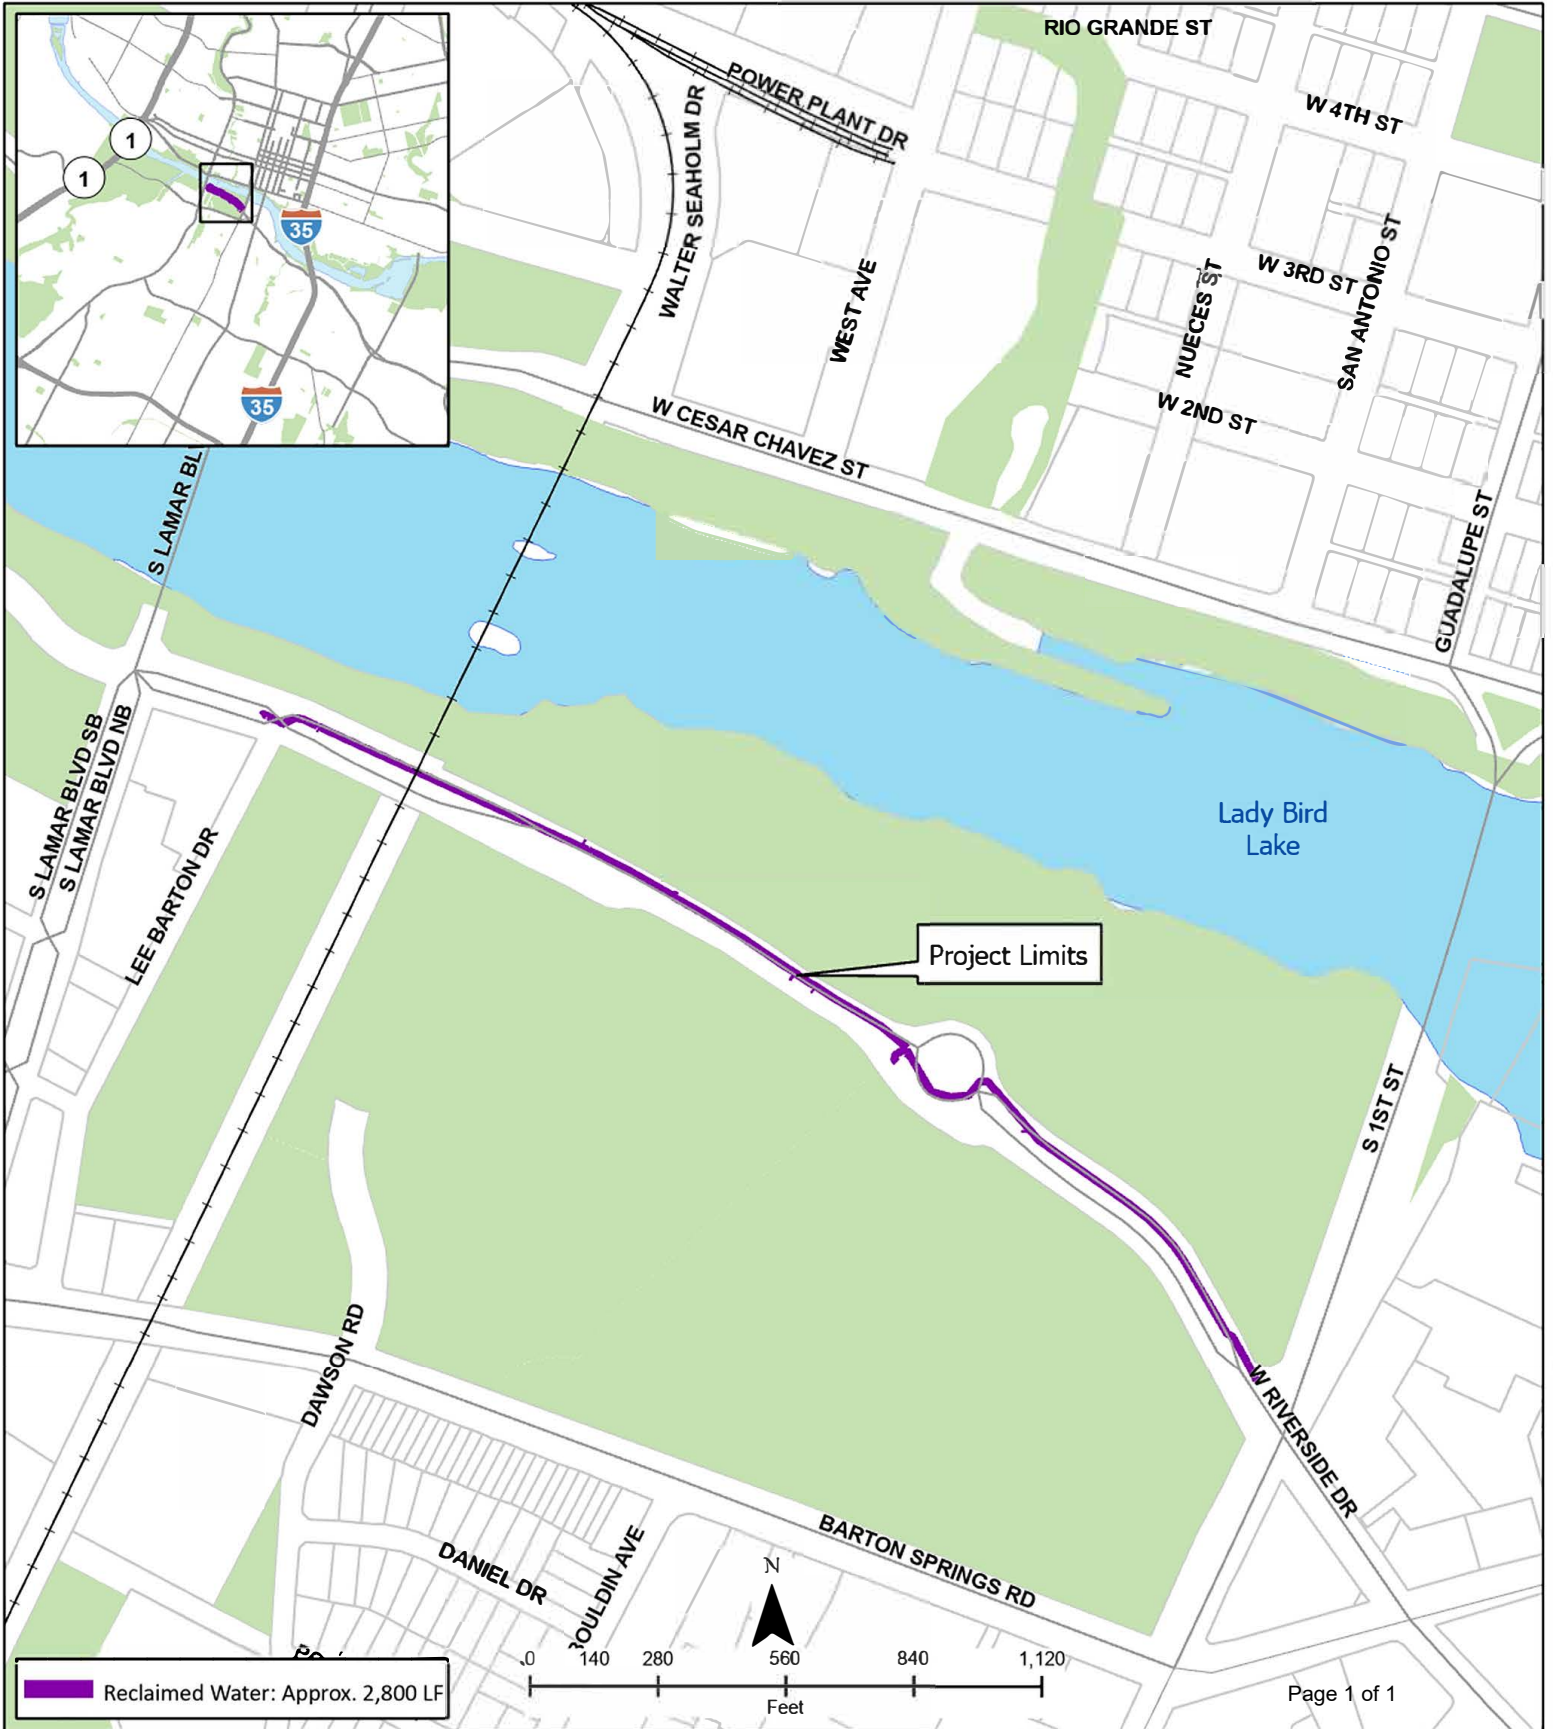 RIO GRANDE ST
POWER PLANT DR
W 4TH ST
WALTER SEAHOLM DR
1
1
35
35
WEST AVE
NUECES ST
W 3RD ST
SAN ANTONIO ST
W 2ND ST
W CESAR CHAVEZ ST
S LAMAR BL
GUADALUPE ST
S LAMAR BLVD SB
S LAMAR BLVD NB
LEE BARTON DR
Lady Bird
Lake
Project Limits
S 1ST ST
DAWSON RD
W RIVERSIDE DR
BARTON SPRINGS RD
DANIEL DR
BOULDIN AVE
N
0 140 280 560 840 1,120
Feet
Reclaimed Water: Approx. 2,800 LF
Page 1 of 1